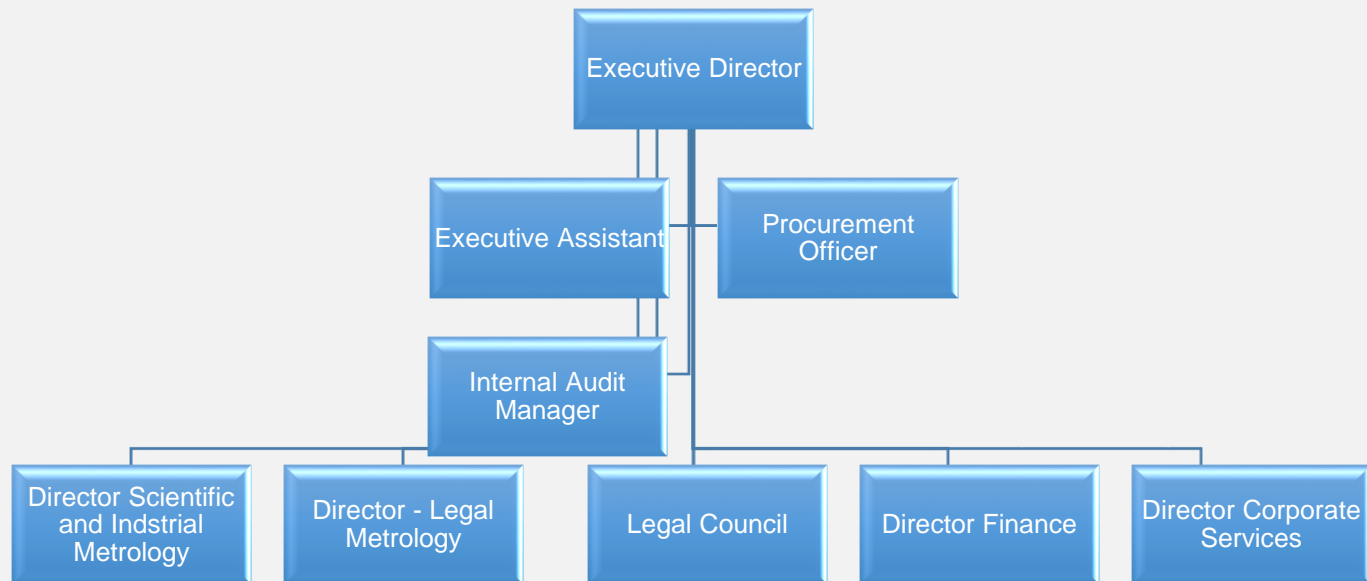 Executive Director
Executive Assistant
Procurement
Officer
Internal Audit
Manager
Director Scientific
and Indstrial
Metrology
Director - Legal
Metrology
Legal Council
Director Finance
Director Corporate
Services